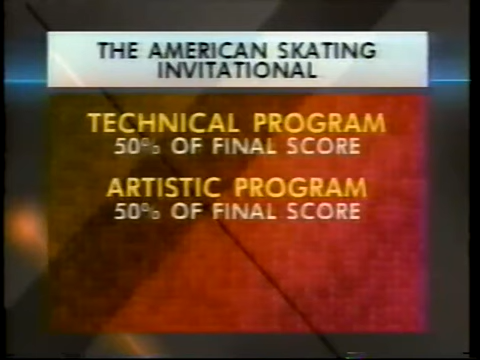 THE AMERICAN SKATING
INVITATIONAL
TECHNICAL PROGRAM
50% OF FINAL SCORE
ARTISTIC PROGRAM
50% OF FINAL SCORE